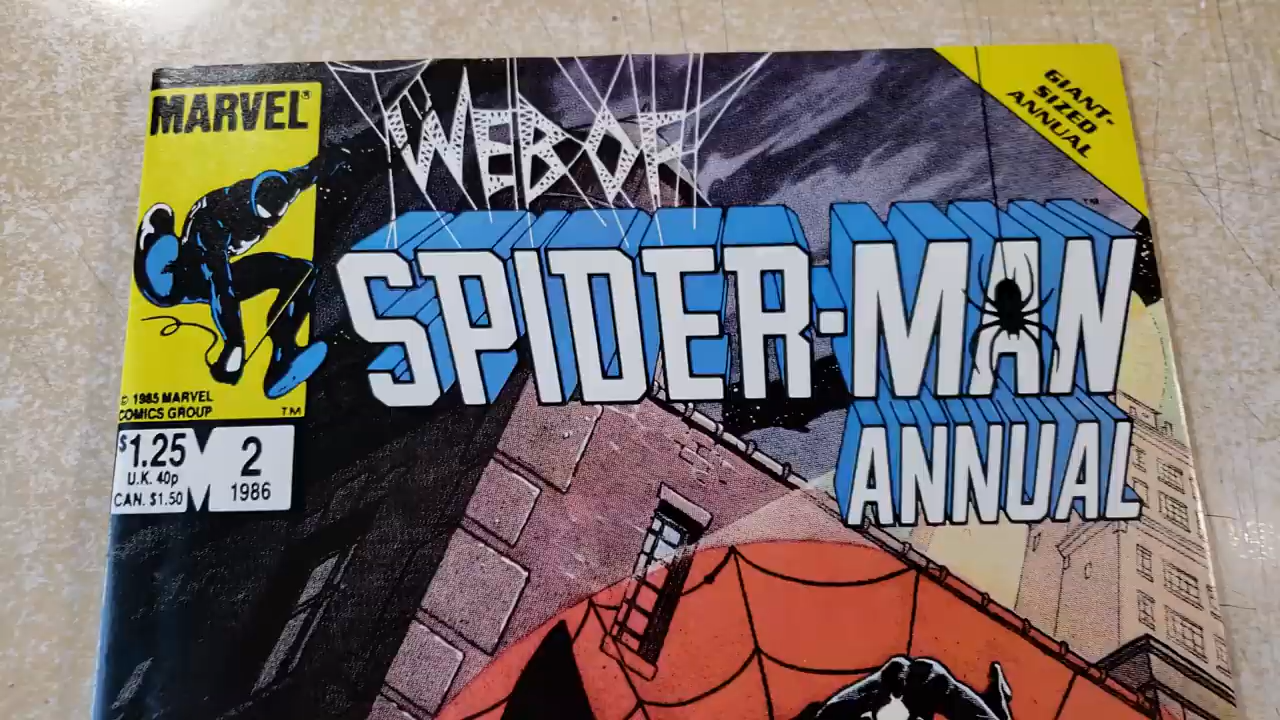 MARVEL®
GIANT-
SIZED
ANNUAL
WEB OF
SPIDER-MAN
TM
ANNUAL
© 1985 MARVEL
COMICS GROUP
TM
$1.25
U.K. 40p
CAN. $1.50
2
1986